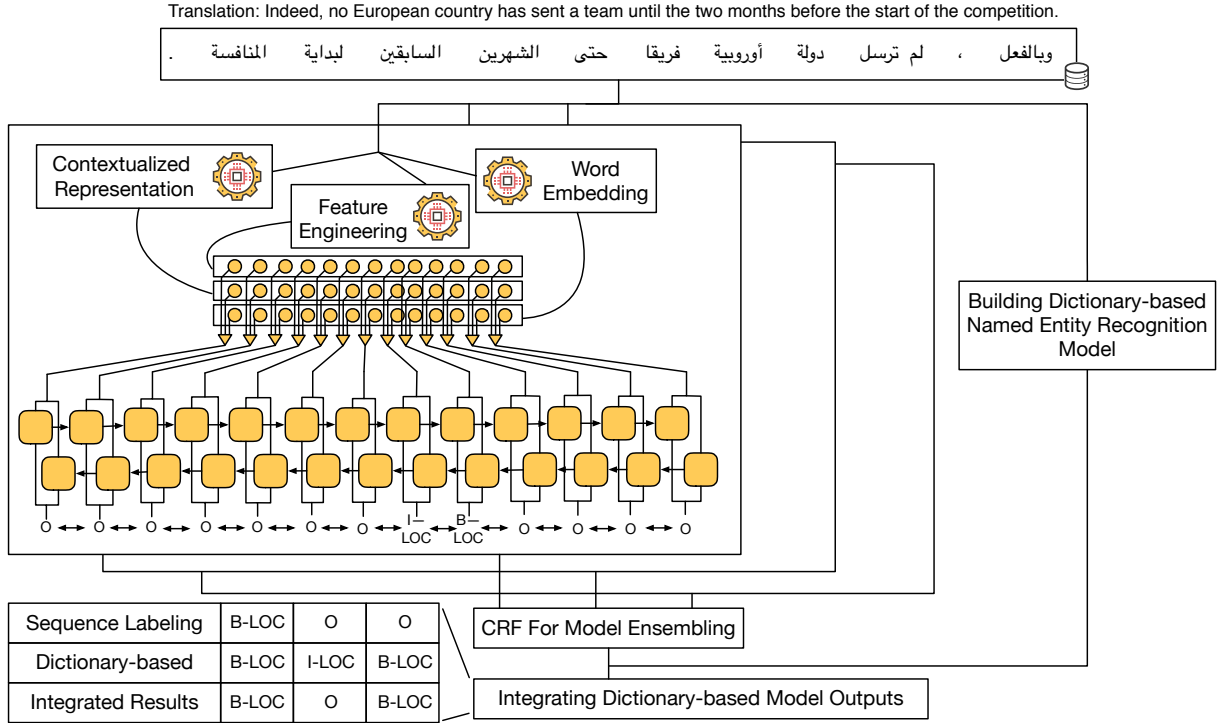 Translation: Indeed, no European country has sent a team until the two months before the start of the competition.
وبالفعل ، لم ترسل دولة أوروبية فريقا حتى الشهرين السابقين لبداية المنافسة .
Contextualized
Representation
Feature
Engineering
Word
Embedding
Building Dictionary-based
Named Entity Recognition
Model
O O O O O O O I–LOC B–LOC O O O O
CRF For Model Ensembling
Sequence Labeling B-LOC O O
Dictionary-based B-LOC I-LOC B-LOC
Integrated Results B-LOC O B-LOC
Integrating Dictionary-based Model Outputs